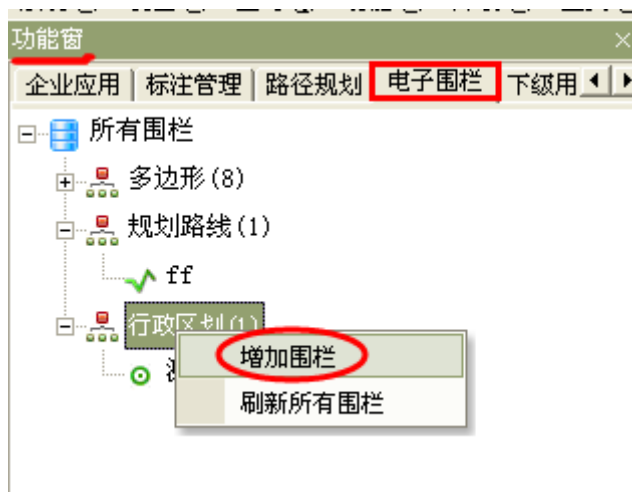 功能窗
企业应用 标注管理 路径规划 电子围栏 下级用
所有围栏
多边形(8)
规划路线(1)
ff
行政区划(1)
增加围栏
刷新所有围栏